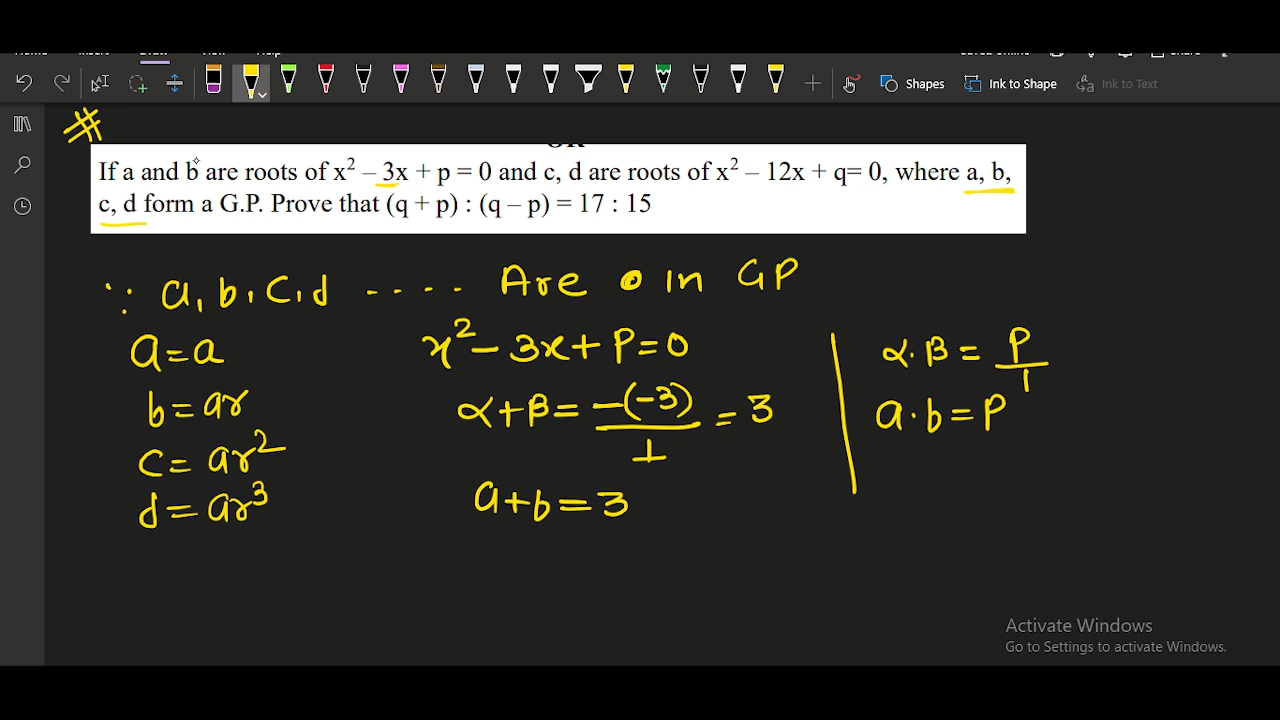 Shapes Ink to Shape Ink to Text
#
If a and b are roots of x² – 3x + p = 0 and c, d are roots of x² – 12x + q= 0, where a, b,
c, d form a G.P. Prove that (q + p) : (q – p) = 17 : 15
∵ a, b, c, d .... Are in GP
a = a
b = ar
c = ar²
d = ar³
x² – 3x + P = 0
α + β = –(–3)/1 = 3
a + b = 3
α . β = P/1
a . b = P
Activate Windows
Go to Settings to activate Windows.